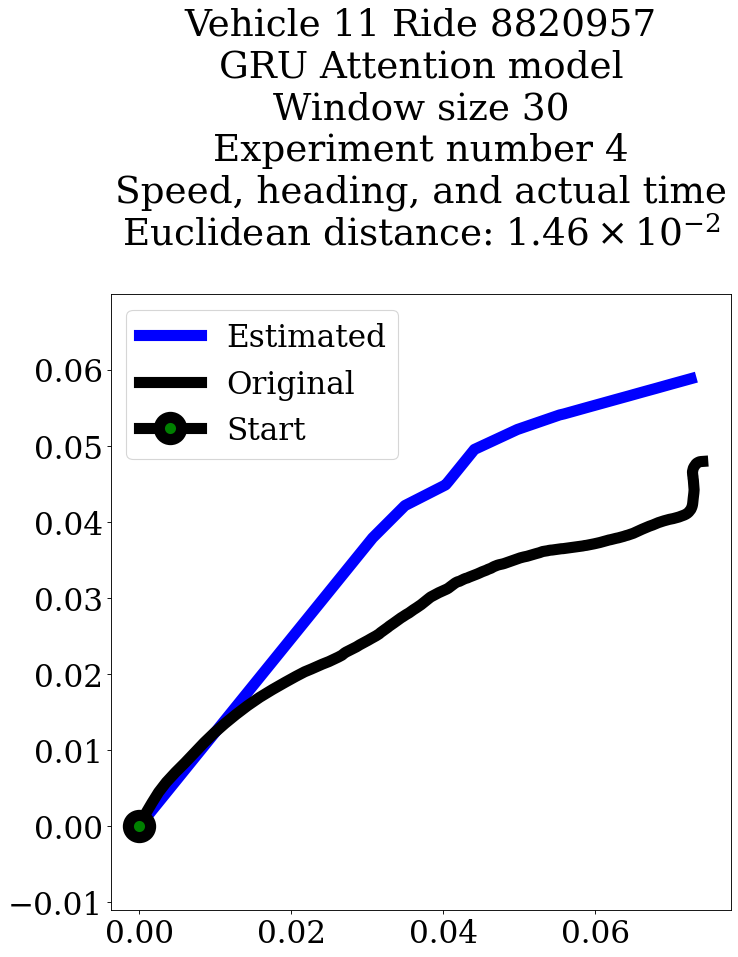 Vehicle 11 Ride 8820957
GRU Attention model
Window size 30
Experiment number 4
Speed, heading, and actual time
Euclidean distance: 1.46 × 10⁻²
Estimated
Original
Start
0.06
0.05
0.04
0.03
0.02
0.01
0.00
−0.01
0.00 0.02 0.04 0.06